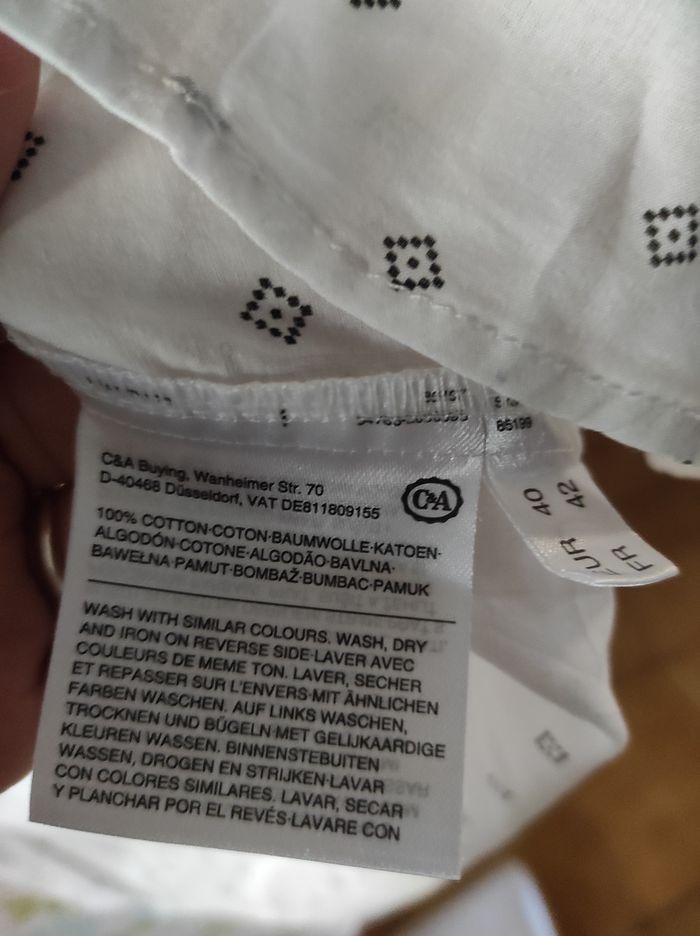 86199
C&A Buying, Wanheimer Str. 70
D-40468 Düsseldorf, VAT DE811809155
C&A
100% COTTON·COTON·BAUMWOLLE·KATOEN·
ALGODÓN·COTONE·ALGODÃO·BAVLNA·
BAWEŁNA·PAMUT·BOMBAŽ·BUMBAC·PAMUK
WASH WITH SIMILAR COLOURS. WASH, DRY
AND IRON ON REVERSE SIDE·LAVER AVEC
COULEURS DE MEME TON. LAVER, SECHER
ET REPASSER SUR L'ENVERS·MIT ÄHNLICHEN
FARBEN WASCHEN. AUF LINKS WASCHEN,
TROCKNEN UND BÜGELN·MET GELIJKAARDIGE
KLEUREN WASSEN. BINNENSTEBUITEN
WASSEN, DROGEN EN STRIJKEN·LAVAR
CON COLORES SIMILARES. LAVAR, SECAR
Y PLANCHAR POR EL REVÉS·LAVARE CON
EUR 40
FR 42